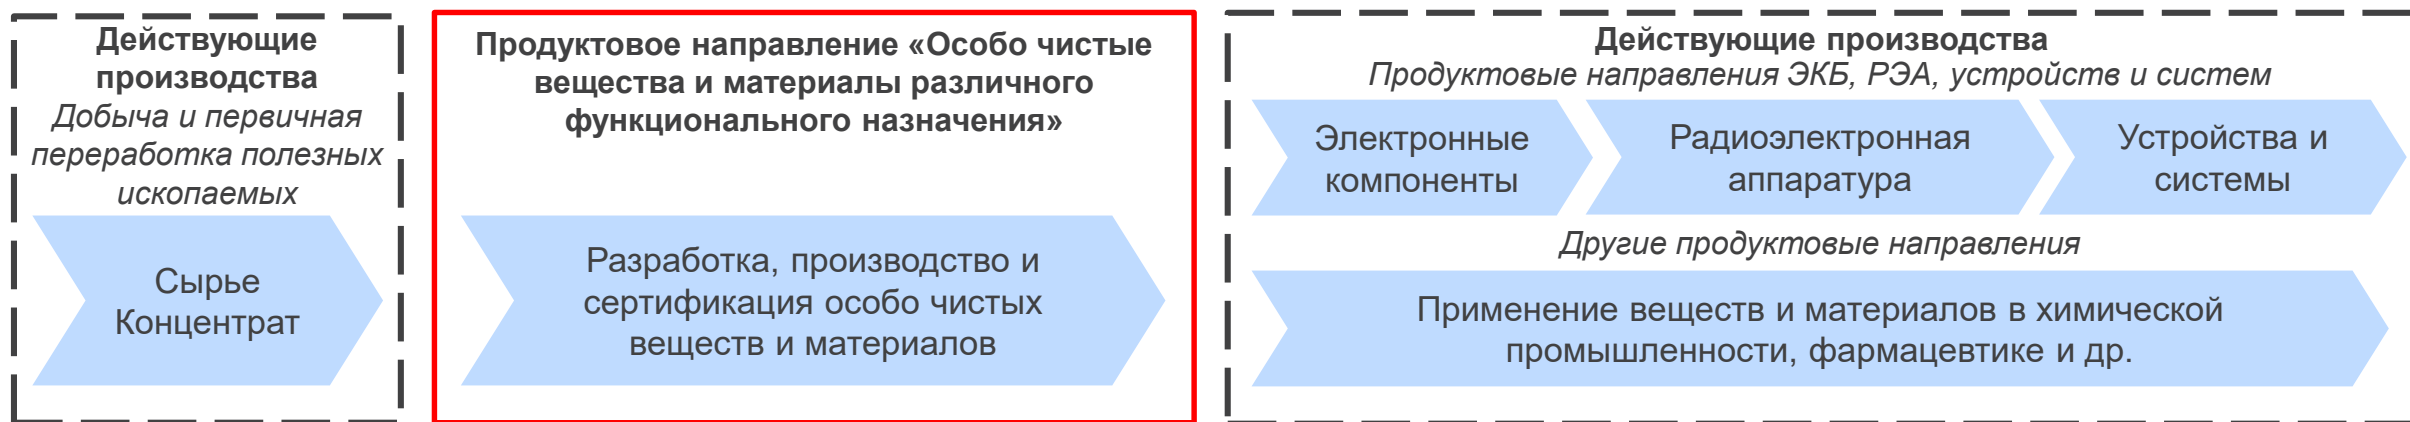 Действующие
производства
Добыча и первичная
переработка полезных
ископаемых
Сырье
Концентрат
Продуктовое направление «Особо чистые
вещества и материалы различного
функционального назначения»
Разработка, производство и
сертификация особо чистых
веществ и материалов
Действующие производства
Продуктовые направления ЭКБ, РЭА, устройств и систем
Электронные
компоненты
Радиоэлектронная
аппаратура
Устройства и
системы
Другие продуктовые направления
Применение веществ и материалов в химической
промышленности, фармацевтике и др.